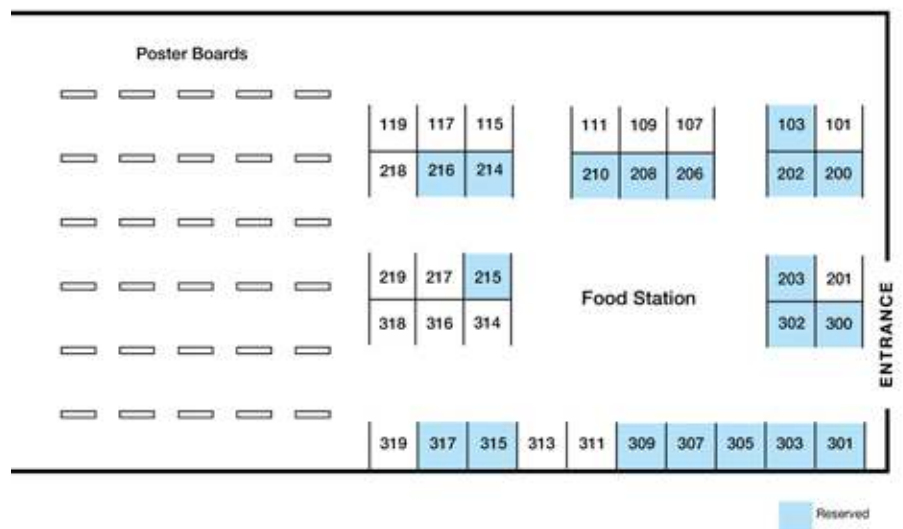 Poster Boards
119 117 115 111 109 107 103 101
218 216 214 210 208 206 202 200
219 217 215 203 201
Food Station
318 316 314 302 300
ENTRANCE
319 317 315 313 311 309 307 305 303 301
Reserved